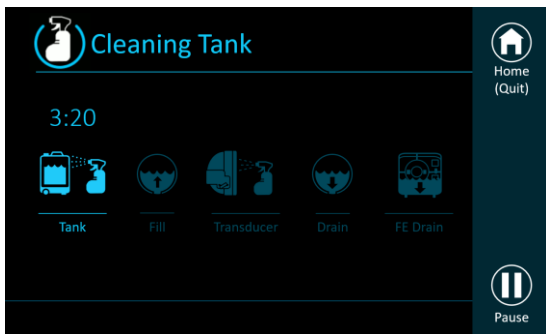 Cleaning Tank
Home
(Quit)
3:20
Tank
Fill
Transducer
Drain
FE Drain
Pause